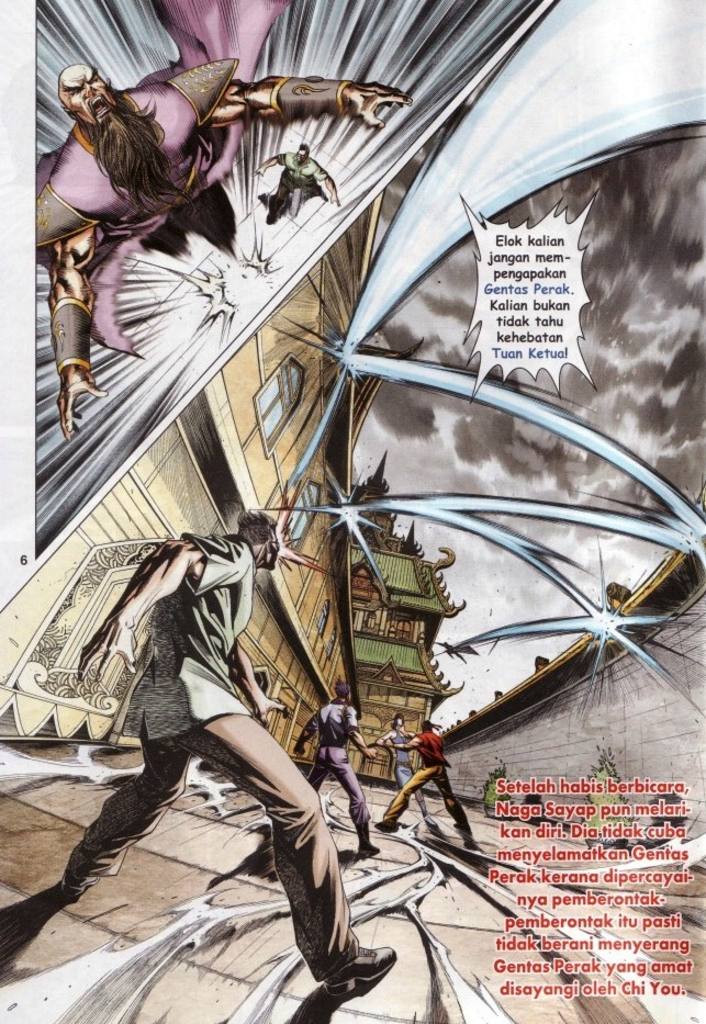 Elok kalian
jangan mem-
pengapakan
Gentas Perak.
Kalian bukan
tidak tahu
kehebatan
Tuan Ketua!
6
Setelah habis berbicara,
Naga Sayap pun melari-
kan diri. Dia tidak cuba
menyelamatkan Gentas
Perak kerana dipercayai-
nya pemberontak-
pemberontak itu pasti
tidak berani menyerang
Gentas Perak yang amat
disayangi oleh Chi You.